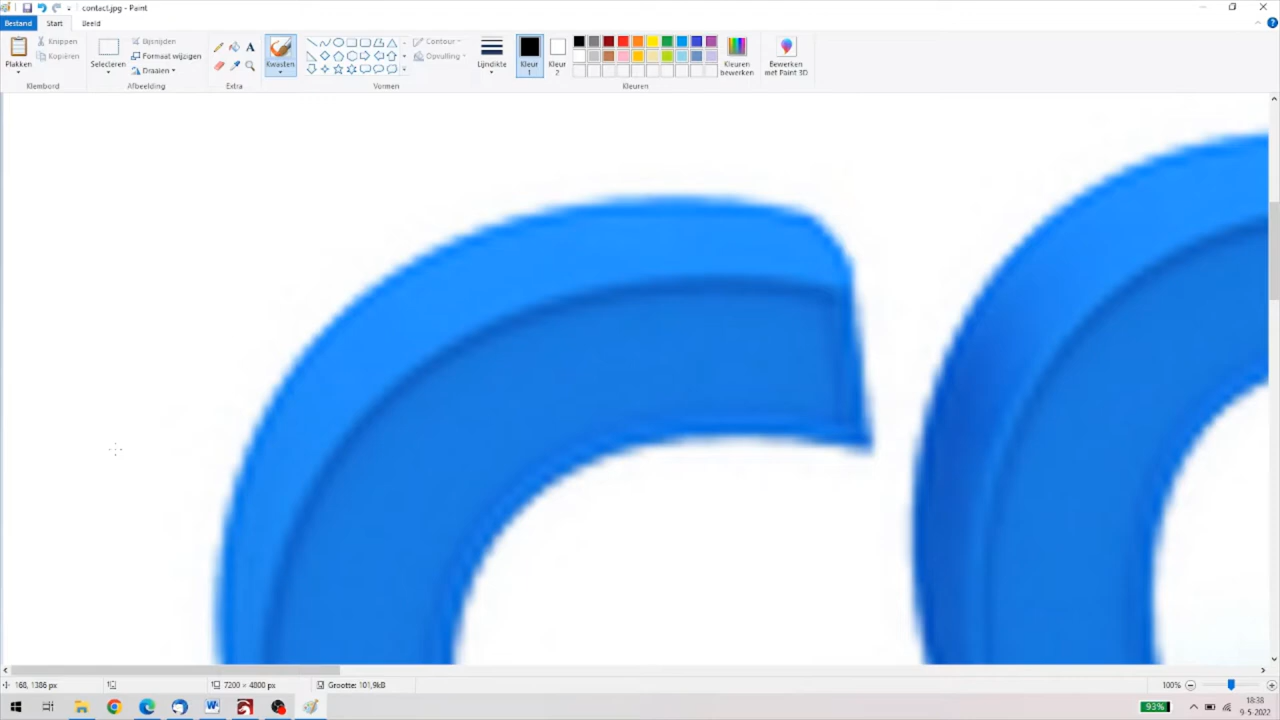 contact.jpg - Paint
Bestand Start Beeld
Plakken
Knippen
Kopiëren
Klembord
Selecteren
Bijsnijden
Formaat wijzigen
Draaien
Afbeelding
A
Extra
Kwasten
Contour
Opvulling
Vormen
Lijndikte
Kleur
1
Kleur
2
Kleuren
bewerken
Kleuren
Bewerken
met Paint 3D
168, 1386 px
7200 × 4800 px
Grootte: 101,9kB
100%
93%
18:38
9-5-2022